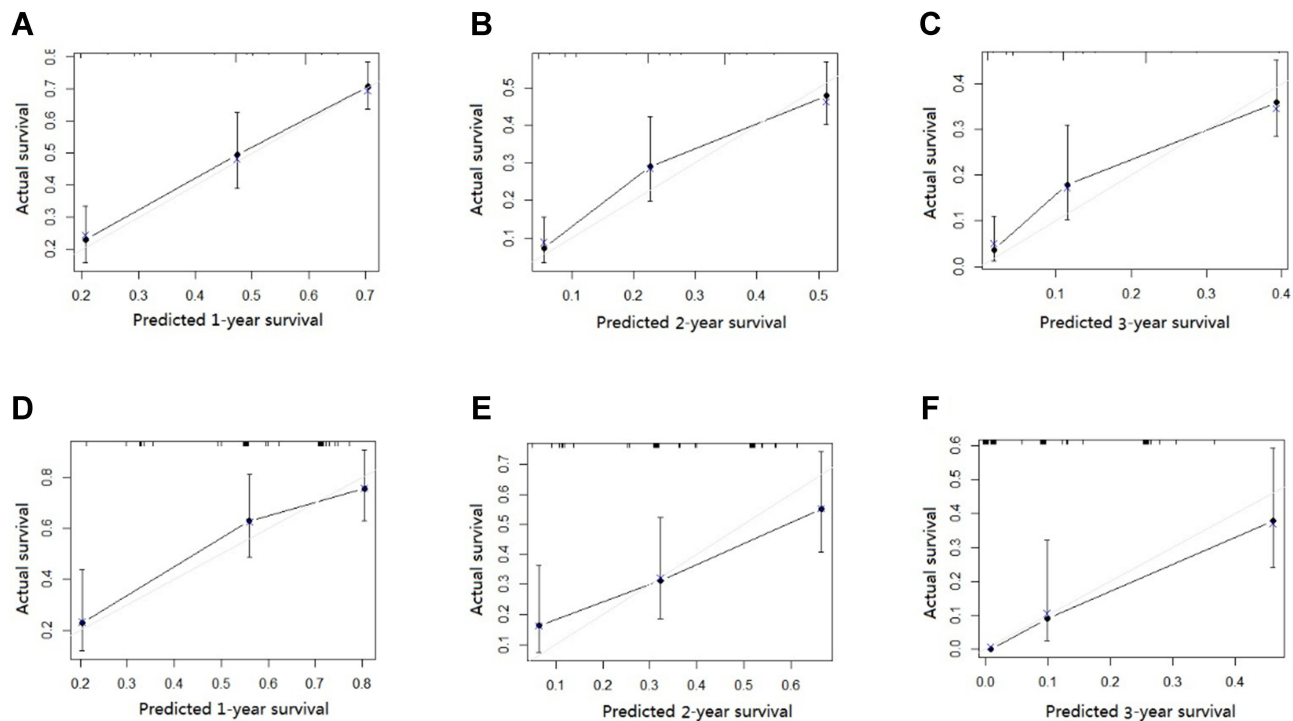 A
B
C
Actual survival
0.2 0.3 0.4 0.5 0.6 0.7
0.2 0.3 0.4 0.5 0.6 0.7
Predicted 1-year survival
Actual survival
0.1 0.2 0.3 0.4 0.5
0.1 0.2 0.3 0.4 0.5
Predicted 2-year survival
Actual survival
0.0 0.1 0.2 0.3 0.4
0.1 0.2 0.3 0.4
Predicted 3-year survival
D
E
F
Actual survival
0.2 0.4 0.6 0.8
0.2 0.3 0.4 0.5 0.6 0.7 0.8
Predicted 1-year survival
Actual survival
0.1 0.2 0.3 0.4 0.5 0.6 0.7
0.1 0.2 0.3 0.4 0.5 0.6
Predicted 2-year survival
Actual survival
0.0 0.1 0.2 0.3 0.4 0.5 0.6
0.0 0.1 0.2 0.3 0.4
Predicted 3-year survival